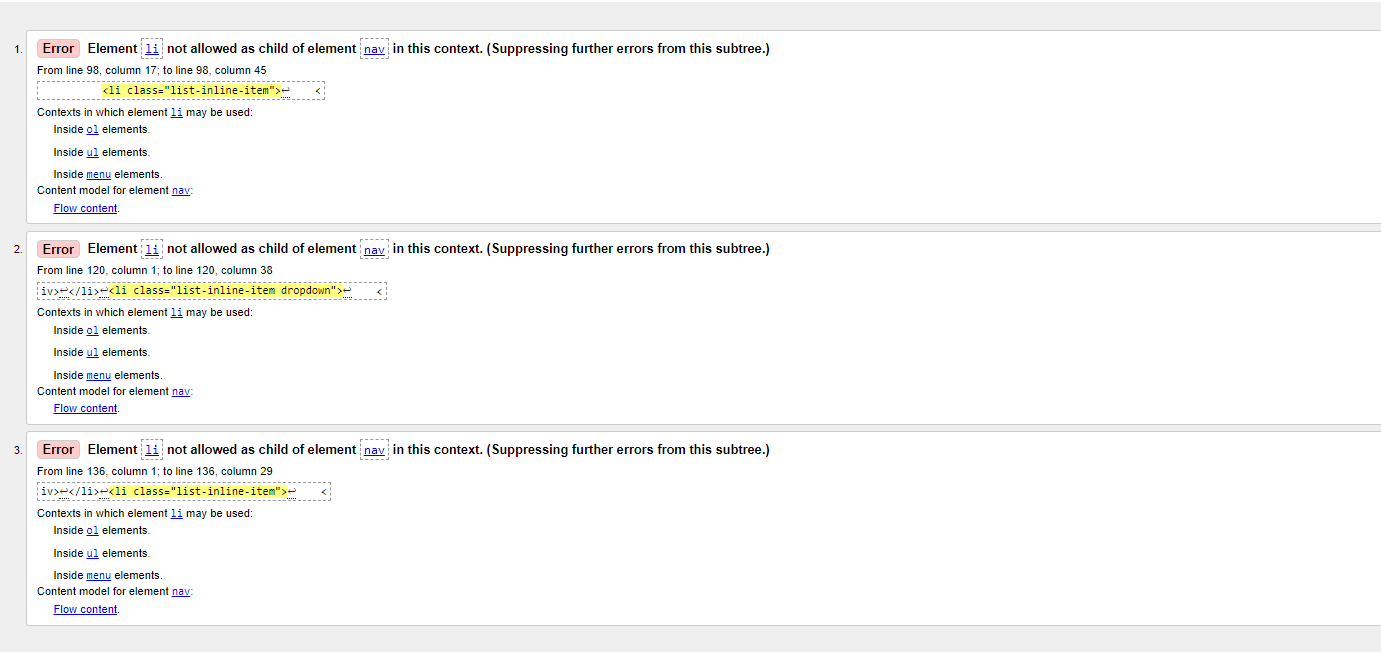 1. Error Element li not allowed as child of element nav in this context. (Suppressing further errors from this subtree.)
From line 98, column 17; to line 98, column 45
<li class="list-inline-item">↩ <
Contexts in which element li may be used:
Inside ol elements.
Inside ul elements.
Inside menu elements.
Content model for element nav:
Flow content.
2. Error Element li not allowed as child of element nav in this context. (Suppressing further errors from this subtree.)
From line 120, column 1; to line 120, column 38
iv>↩</li>↩<li class="list-inline-item dropdown">↩ <
Contexts in which element li may be used:
Inside ol elements.
Inside ul elements.
Inside menu elements.
Content model for element nav:
Flow content.
3. Error Element li not allowed as child of element nav in this context. (Suppressing further errors from this subtree.)
From line 136, column 1; to line 136, column 29
iv>↩</li>↩<li class="list-inline-item">↩ <
Contexts in which element li may be used:
Inside ol elements.
Inside ul elements.
Inside menu elements.
Content model for element nav:
Flow content.